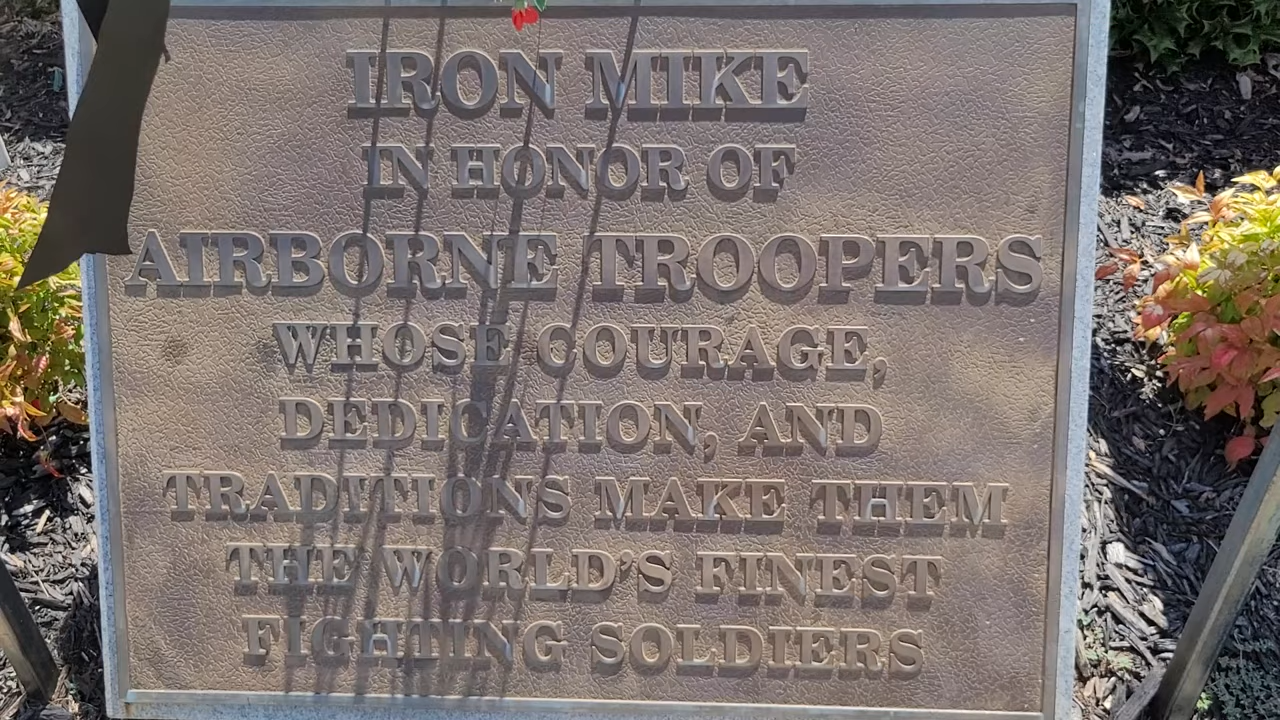 IRON MIKE
IN HONOR OF
AIRBORNE TROOPERS
WHOSE COURAGE,
DEDICATION, AND
TRADITIONS MAKE THEM
THE WORLD'S FINEST
FIGHTING SOLDIERS